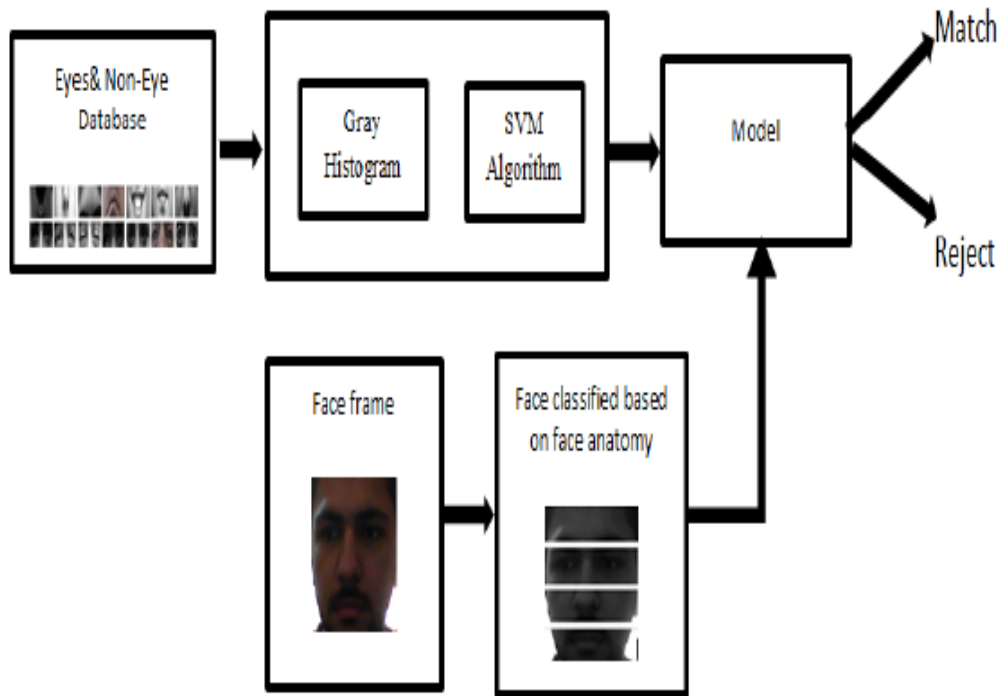 Eyes& Non-Eye
Database
Gray
Histogram
SVM
Algorithm
Model
Match
Reject
Face frame
Face classified based
on face anatomy